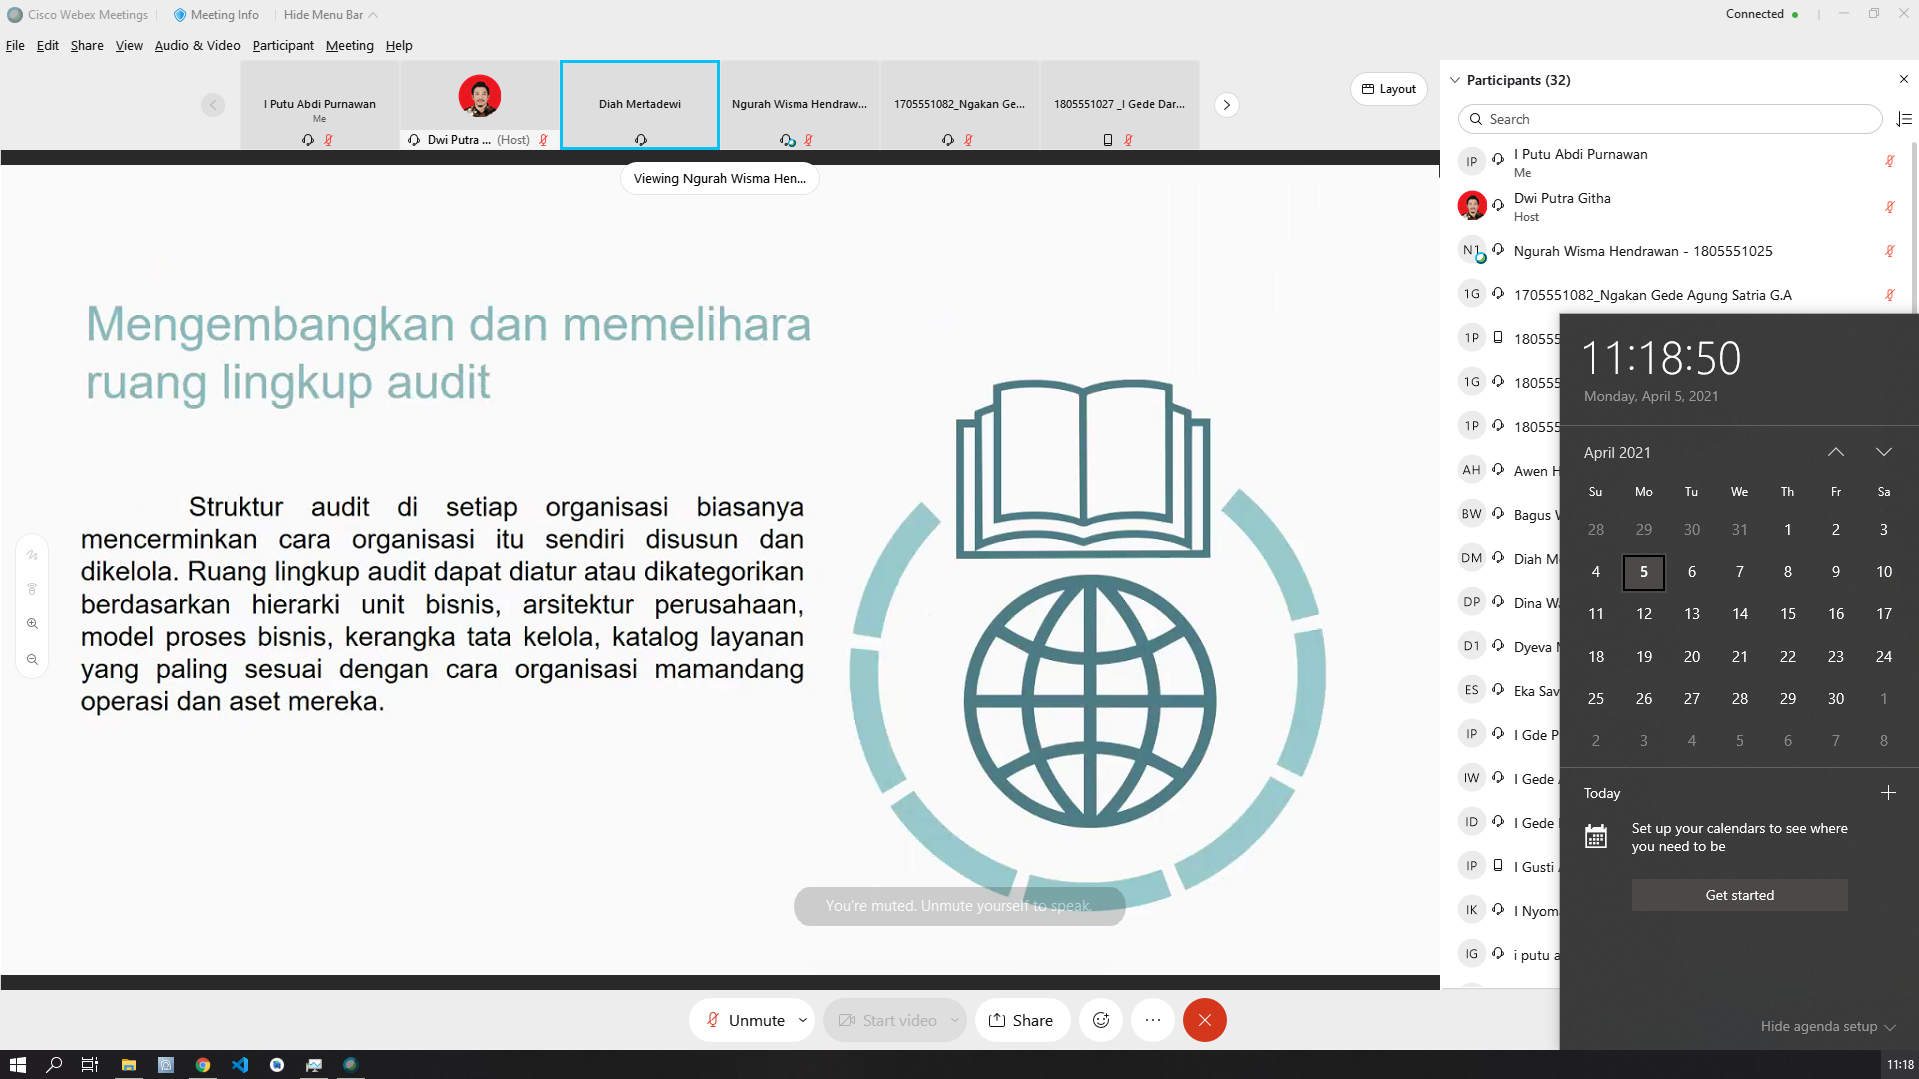 Cisco Webex Meetings
Meeting Info
Hide Menu Bar
Connected
File Edit Share View Audio & Video Participant Meeting Help
I Putu Abdi Purnawan
Me
Dwi Putra ... (Host)
Diah Mertadewi
Ngurah Wisma Hendraw...
1705551082_Ngakan Ge...
1805551027 _I Gede Dar...
Layout
Viewing Ngurah Wisma Hen...
Mengembangkan dan memelihara
ruang lingkup audit
Struktur audit di setiap organisasi biasanya
mencerminkan cara organisasi itu sendiri disusun dan
dikelola. Ruang lingkup audit dapat diatur atau dikategorikan
berdasarkan hierarki unit bisnis, arsitektur perusahaan,
model proses bisnis, kerangka tata kelola, katalog layanan
yang paling sesuai dengan cara organisasi mamandang
operasi dan aset mereka.
You're muted. Unmute yourself to speak.
Unmute
Start video
Share
Participants (32)
Search
IP I Putu Abdi Purnawan
Me
Dwi Putra Githa
Host
N1 Ngurah Wisma Hendrawan - 1805551025
1G 1705551082_Ngakan Gede Agung Satria G.A
1P 180555
1G 180555
1P 180555
AH Awen H
BW Bagus W
DM Diah M
DP Dina Wa
D1 Dyeva M
ES Eka Sav
IP I Gde P
IW I Gede
ID I Gede
IP I Gusti
IK I Nyoma
IG i putu a
11:18:50
Monday, April 5, 2021
April 2021
Su Mo Tu We Th Fr Sa
28 29 30 31 1 2 3
4 5 6 7 8 9 10
11 12 13 14 15 16 17
18 19 20 21 22 23 24
25 26 27 28 29 30 1
2 3 4 5 6 7 8
Today
Set up your calendars to see where
you need to be
Get started
Hide agenda setup
11:18